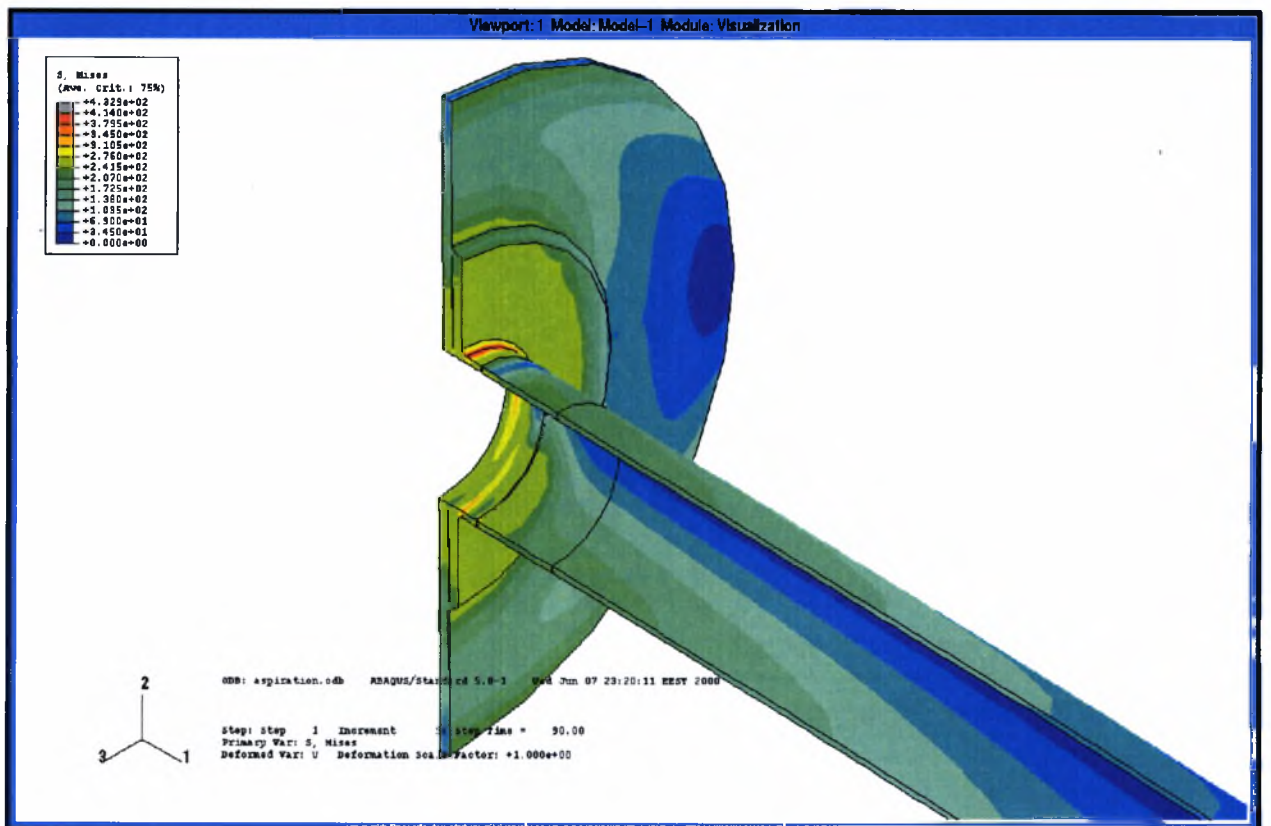 Viewport: 1 Model: Model-1 Module: Visualization
S, Mises
(Ave. Crit.: 75%)
+4.329e+02
+4.140e+02
+3.795e+02
+3.450e+02
+3.105e+02
+2.760e+02
+2.415e+02
+2.070e+02
+1.725e+02
+1.380e+02
+1.035e+02
+6.900e+01
+3.450e+01
+0.000e+00
2
3
1
ODB: aspiration.odb ABAQUS/Standard 5.8-1 Wed Jun 07 23:20:11 EEST 2000
Step: Step 1 Increment Step Time = 90.00
Primary Var: S, Mises
Deformed Var: U Deformation Scale Factor: +1.000e+00